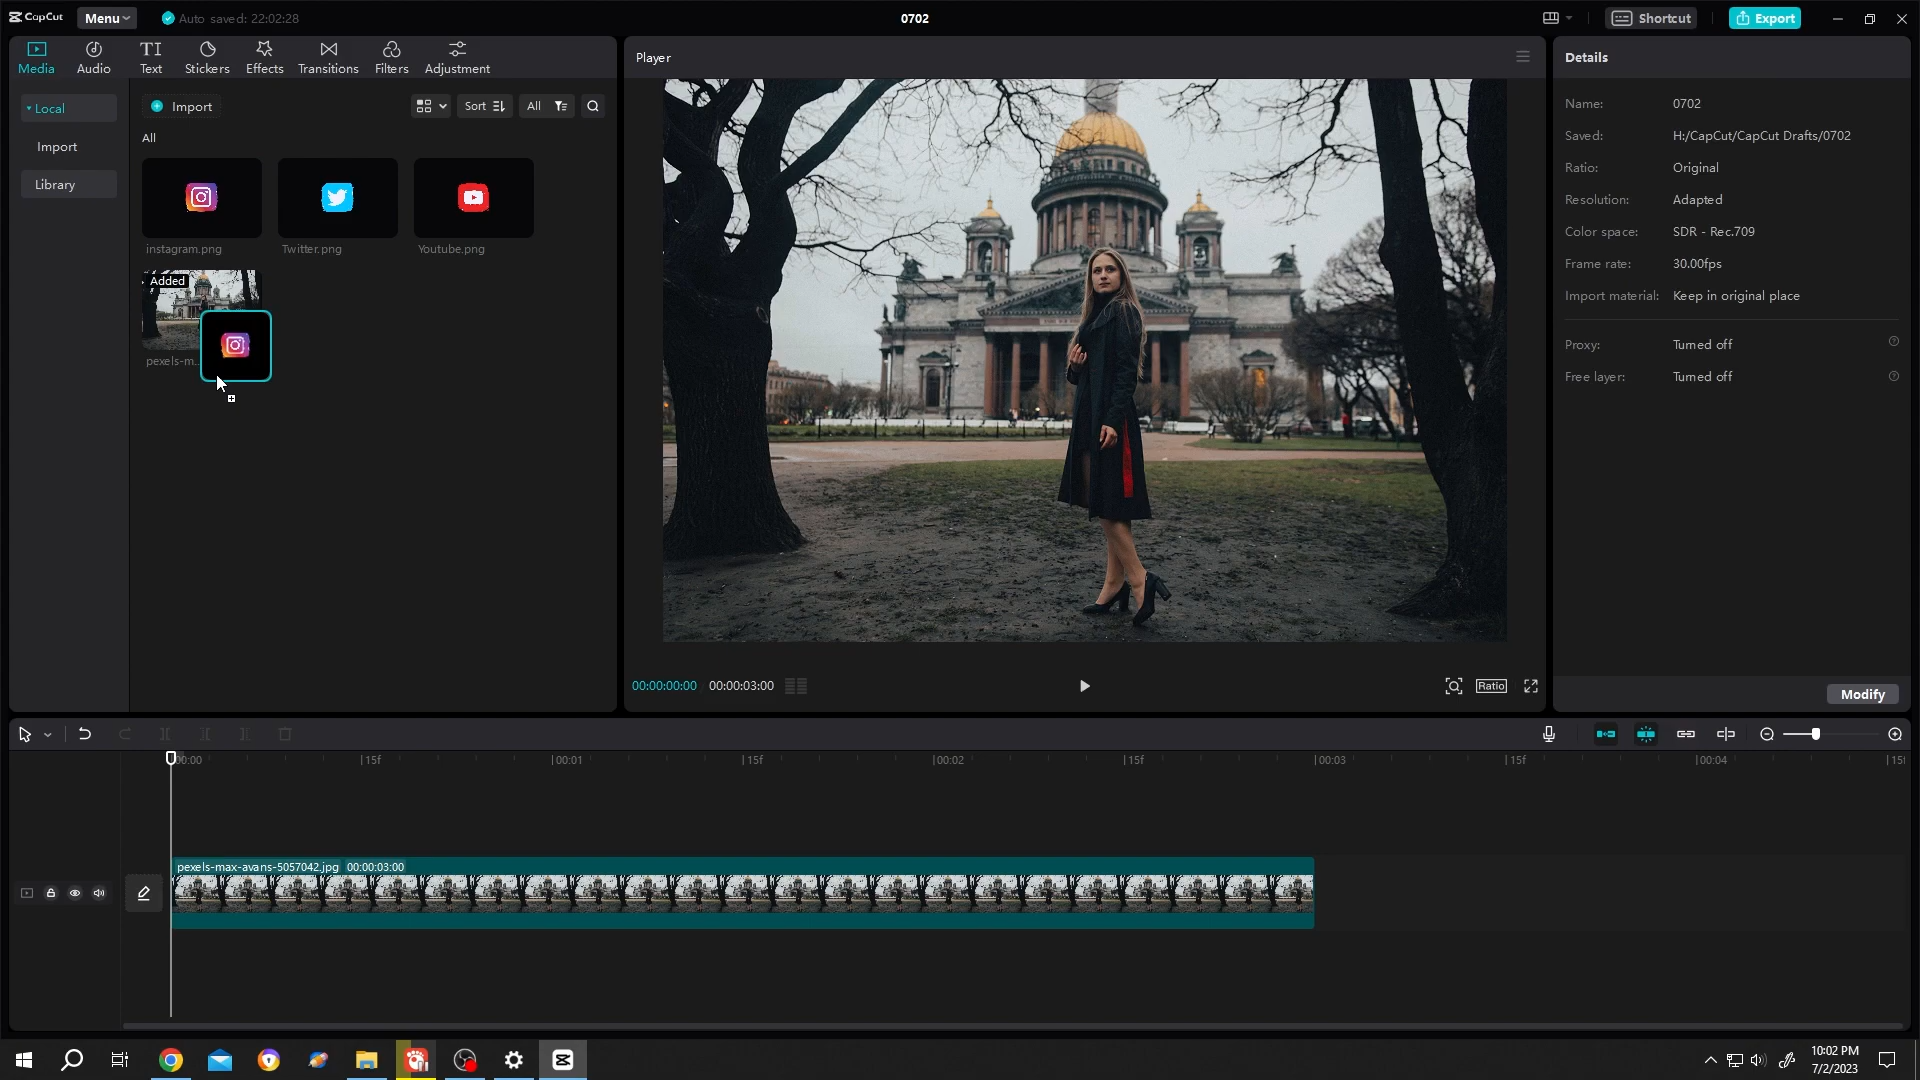 CapCut
Menu
Auto saved: 22:02:28
0702
Shortcut
Export
Media
Audio
TI
Text
Stickers
Effects
Transitions
Filters
Adjustment
Player
Details
Local
Import
Library
Import
Sort
All
All
instagram.png
Twitter.png
Youtube.png
Added
pexels-m..
Name:
0702
Saved:
H:/CapCut/CapCut Drafts/0702
Ratio:
Original
Resolution:
Adapted
Color space:
SDR - Rec.709
Frame rate:
30.00fps
Import material:
Keep in original place
Proxy:
Turned off
Free layer:
Turned off
00:00:00:00
00:00:03:00
Ratio
Modify
00:00
15f
00:01
15f
00:02
15f
00:03
15f
00:04
15f
pexels-max-avans-5057042.jpg 00:00:03:00
10:02 PM
7/2/2023